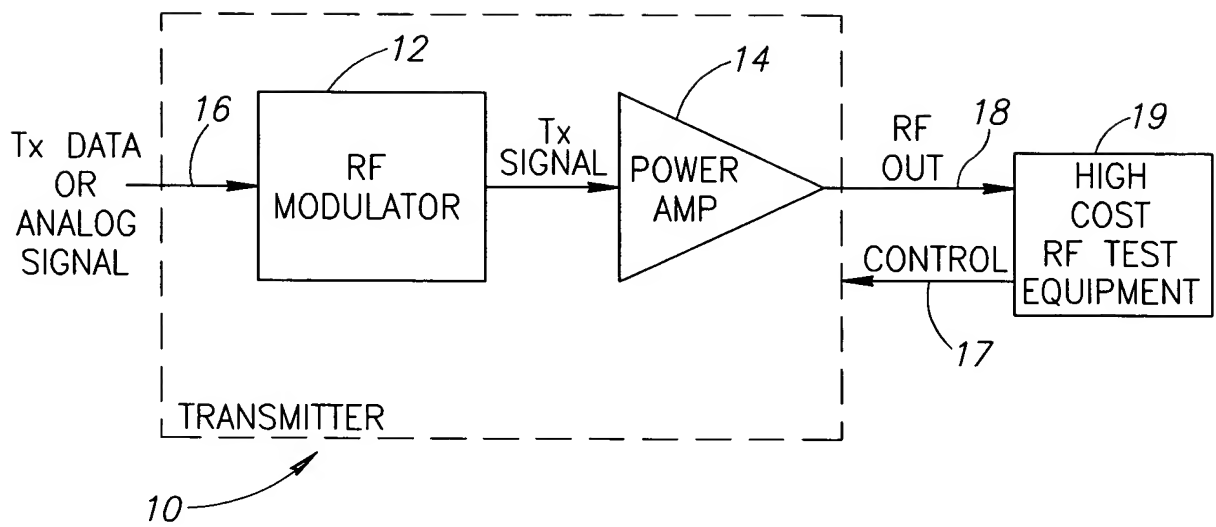 12
14
16
Tx DATA
OR
ANALOG
SIGNAL
RF
MODULATOR
Tx
SIGNAL
POWER
AMP
RF
OUT
18
19
HIGH
COST
RF TEST
EQUIPMENT
CONTROL
17
TRANSMITTER
10